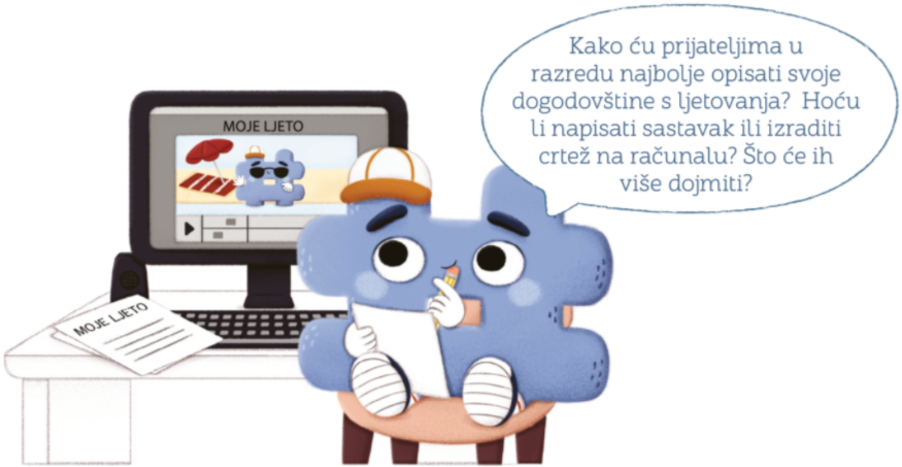 Kako ću prijateljima u
razredu najbolje opisati svoje
dogodovštine s ljetovanja? Hoću
li napisati sastavak ili izraditi
crtež na računalu? Što će ih
više dojmiti?
MOJE LJETO
MOJE LJETO